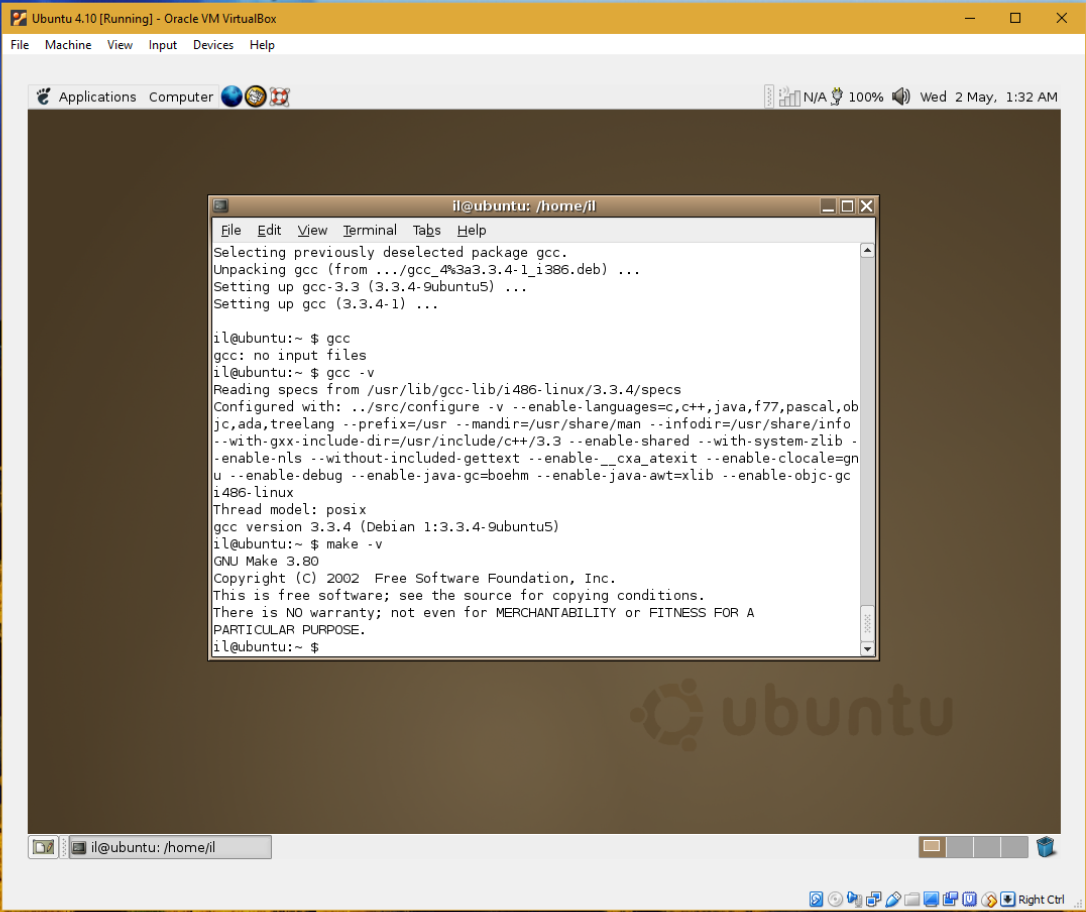 Ubuntu 4.10 [Running] - Oracle VM VirtualBox
File Machine View Input Devices Help
Applications Computer N/A 100% Wed 2 May, 1:32 AM
il@ubuntu: /home/il
File Edit View Terminal Tabs Help
Selecting previously deselected package gcc.
Unpacking gcc (from .../gcc_4%3a3.3.4-1_i386.deb) ...
Setting up gcc-3.3 (3.3.4-9ubuntu5) ...
Setting up gcc (3.3.4-1) ...
il@ubuntu:~ $ gcc
gcc: no input files
il@ubuntu:~ $ gcc -v
Reading specs from /usr/lib/gcc-lib/i486-linux/3.3.4/specs
Configured with: ../src/configure -v --enable-languages=c,c++,java,f77,pascal,ob
jc,ada,treelang --prefix=/usr --mandir=/usr/share/man --infodir=/usr/share/info
--with-gxx-include-dir=/usr/include/c++/3.3 --enable-shared --with-system-zlib -
-enable-nls --without-included-gettext --enable-__cxa_atexit --enable-clocale=gn
u --enable-debug --enable-java-gc=boehm --enable-java-awt=xlib --enable-objc-gc
i486-linux
Thread model: posix
gcc version 3.3.4 (Debian 1:3.3.4-9ubuntu5)
il@ubuntu:~ $ make -v
GNU Make 3.80
Copyright (C) 2002  Free Software Foundation, Inc.
This is free software; see the source for copying conditions.
There is NO warranty; not even for MERCHANTABILITY or FITNESS FOR A
PARTICULAR PURPOSE.
il@ubuntu:~ $
ubuntu
il@ubuntu: /home/il
Right Ctrl